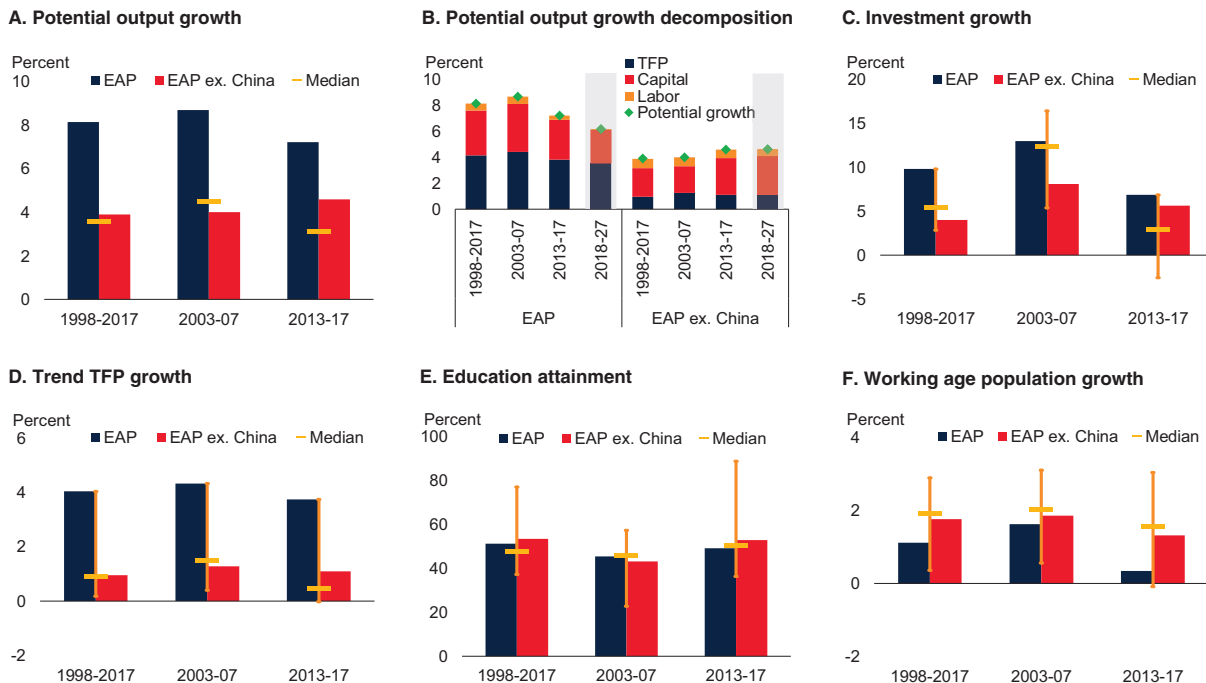 A. Potential output growth
Percent
EAP EAP ex. China Median
10
8
6
4
2
0
1998-2017 2003-07 2013-17
B. Potential output growth decomposition
Percent
TFP
Capital
Labor
Potential growth
10
8
6
4
2
0
1998-2017
2003-07
2013-17
2018-27
1998-2017
2003-07
2013-17
2018-27
EAP EAP ex. China
C. Investment growth
Percent
EAP EAP ex. China Median
20
15
10
5
0
-5
1998-2017 2003-07 2013-17
D. Trend TFP growth
Percent
EAP EAP ex. China Median
6
4
2
0
-2
1998-2017 2003-07 2013-17
E. Education attainment
Percent
EAP EAP ex. China Median
100
80
60
40
20
0
1998-2017 2003-07 2013-17
F. Working age population growth
Percent
EAP EAP ex. China Median
4
2
0
-2
1998-2017 2003-07 2013-17